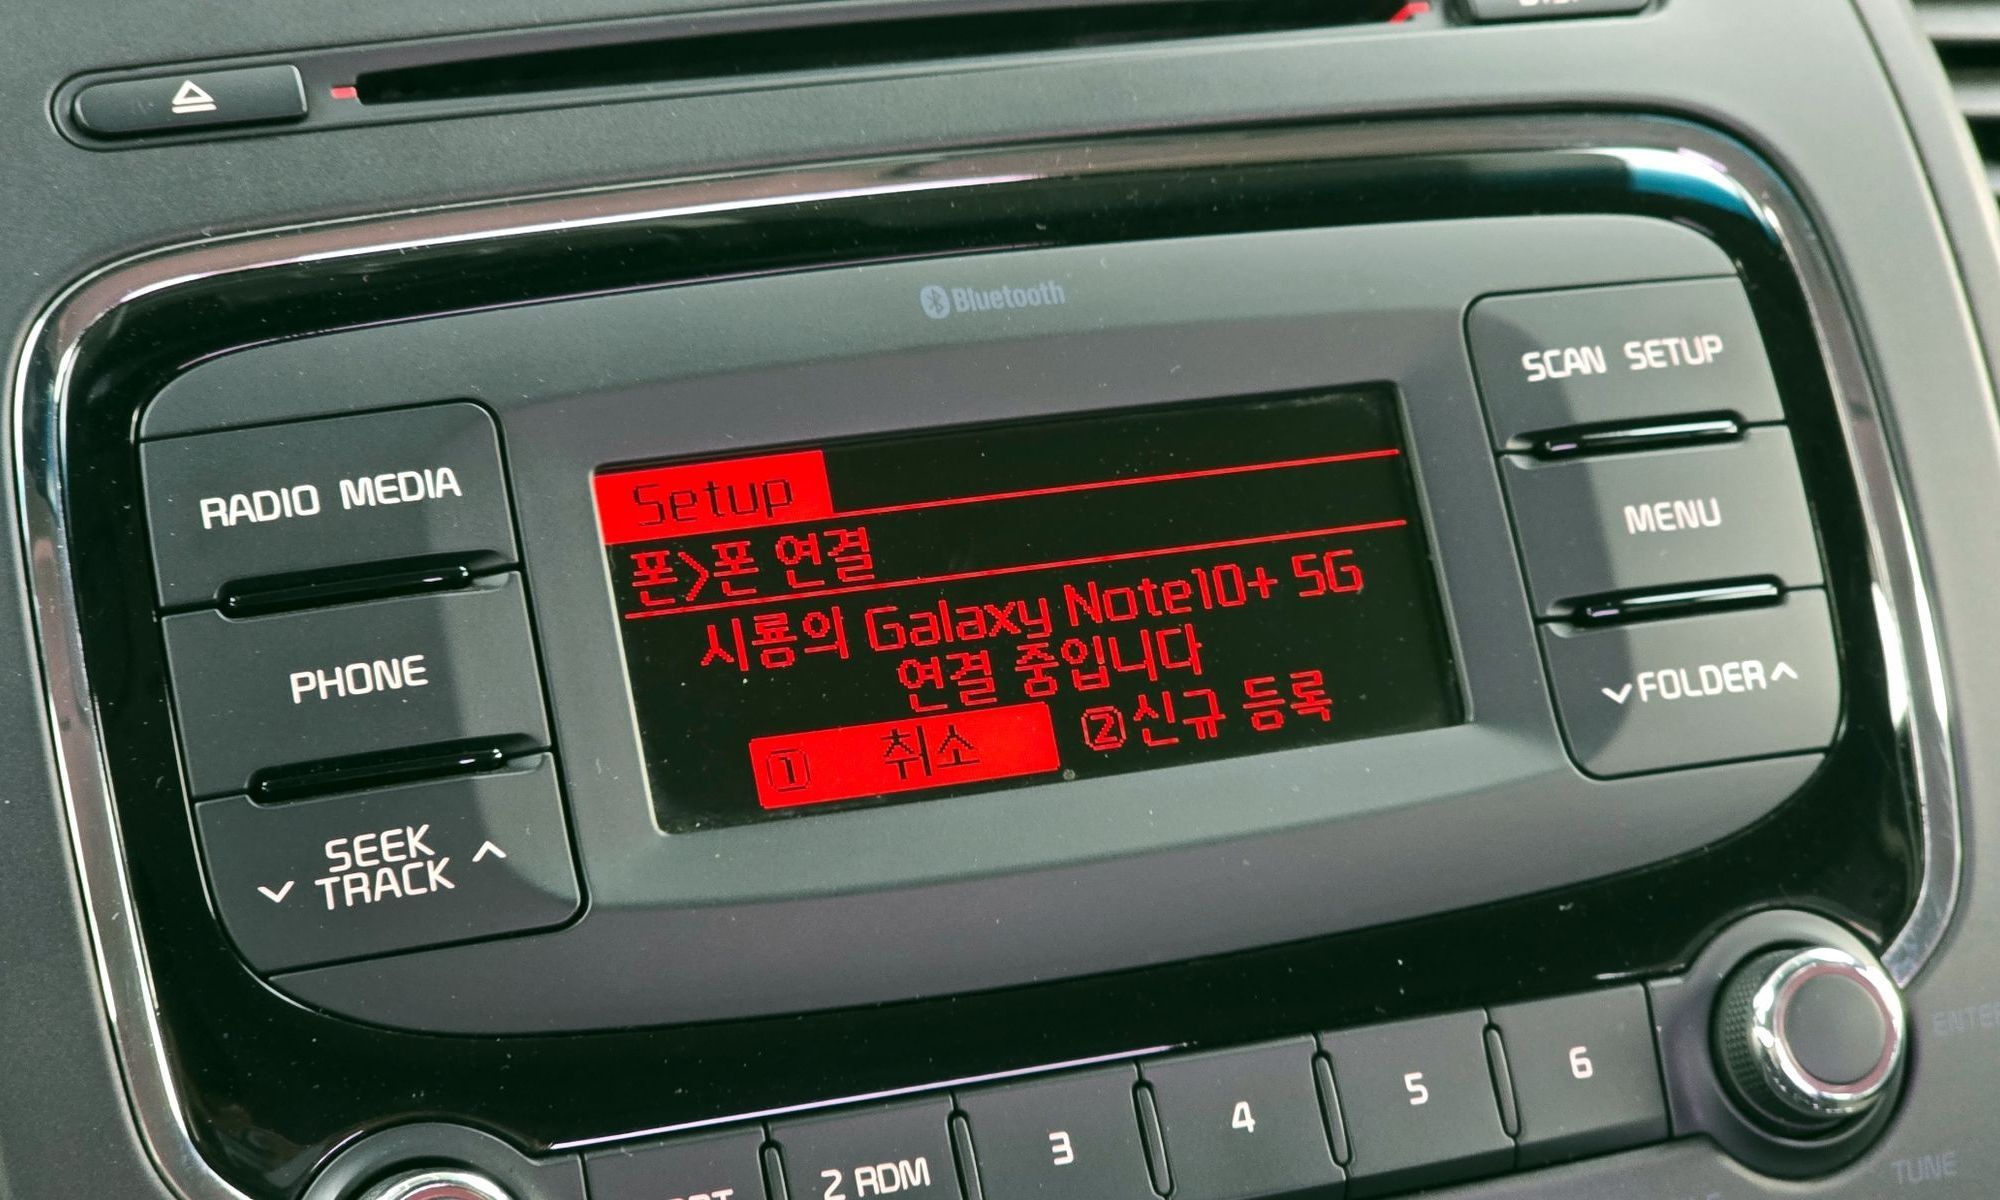 Bluetooth
SCAN SETUP
RADIO MEDIA
Setup
폰>폰 연결
시룡의 Galaxy Note10+ 5G
연결 중입니다
① 취소 ②신규 등록
MENU
PHONE
FOLDER
SEEK
TRACK
2 RDM
3
4
5
6
TUNE